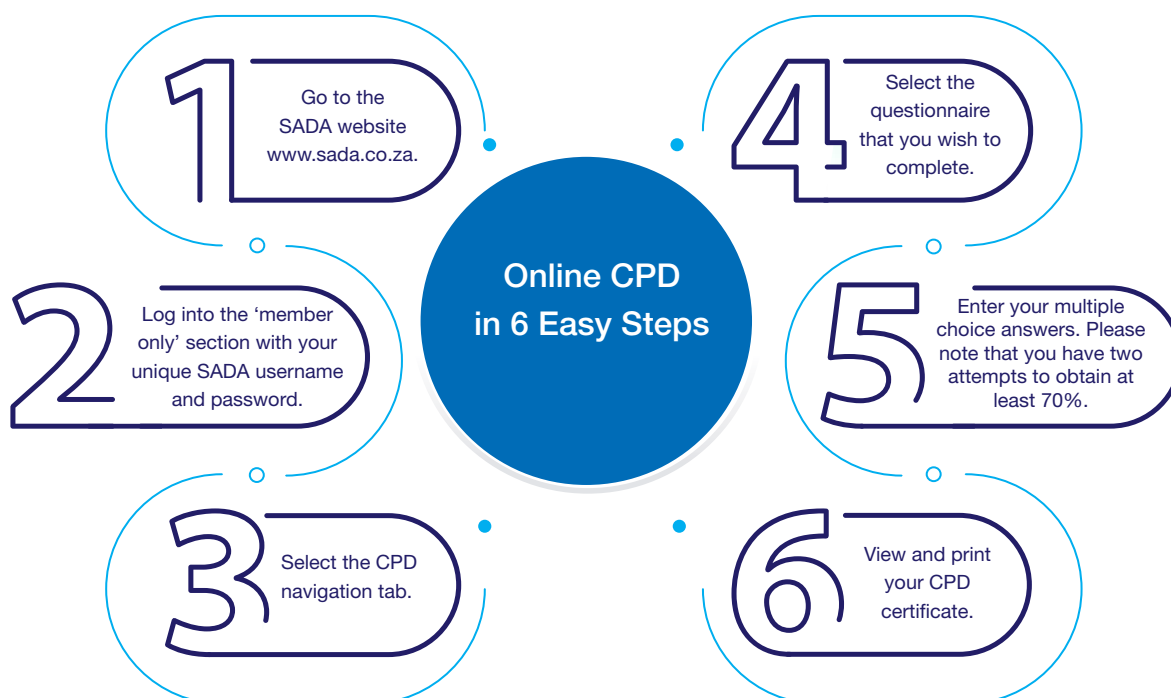 Online CPD
in 6 Easy Steps
1
Go to the
SADA website
www.sada.co.za.
2
Log into the ‘member
only’ section with your
unique SADA username
and password.
3
Select the CPD
navigation tab.
4
Select the
questionnaire
that you wish to
complete.
5
Enter your multiple
choice answers. Please
note that you have two
attempts to obtain at
least 70%.
6
View and print
your CPD
certificate.